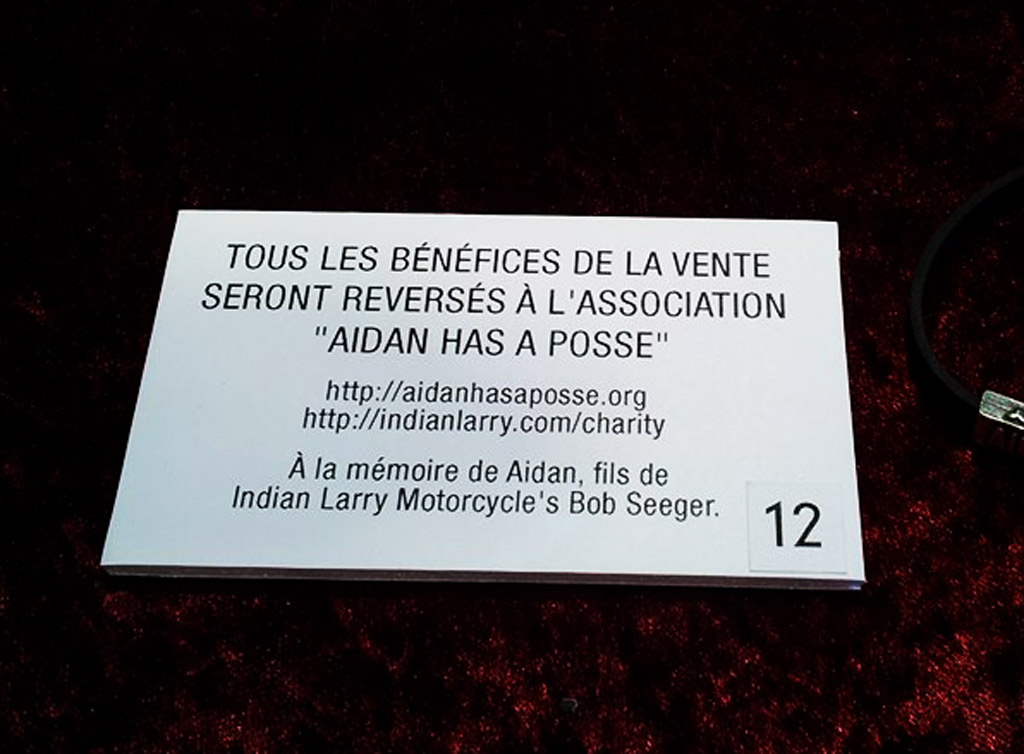 TOUS LES BÉNÉFICES DE LA VENTE
SERONT REVERSÉS À L'ASSOCIATION
"AIDAN HAS A POSSE"
http://aidanhasaposse.org
http://indianlarry.com/charity
À la mémoire de Aidan, fils de
Indian Larry Motorcycle's Bob Seeger.
12